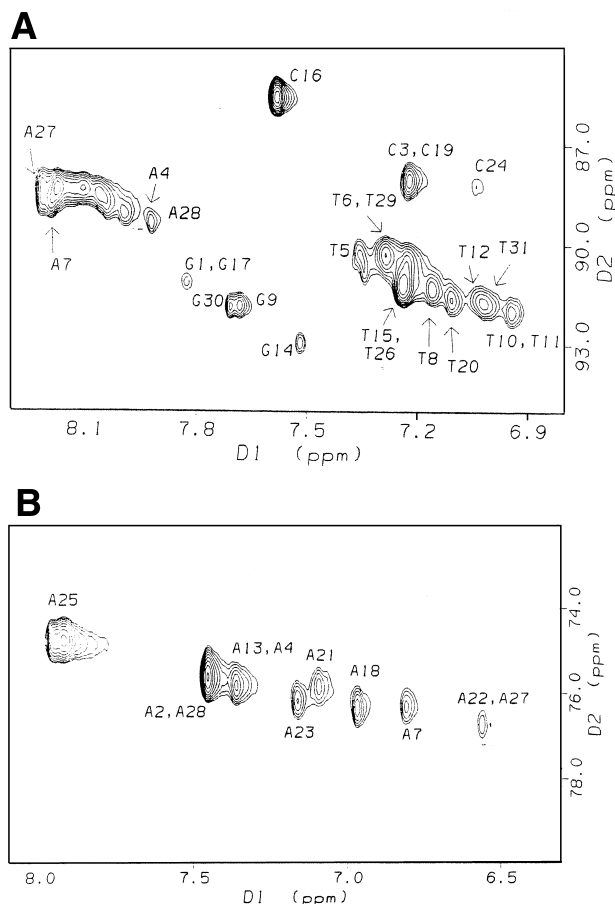 A
C16
87.0
A27
C3,C19
A4
C24
T6,T29
A28
90.0
D2 (ppm)
T12
T31
T5
A7
G1,G17
G30
G9
T15,
T26
T10,T11
G14
T8
T20
93.0
8.1
7.8
7.5
7.2
6.9
D1 (ppm)
B
74.0
A25
A13,A4
A21
A18
76.0
D2 (ppm)
A22,A27
A2,A28
A23
A7
78.0
8.0
7.5
7.0
6.5
D1 (ppm)